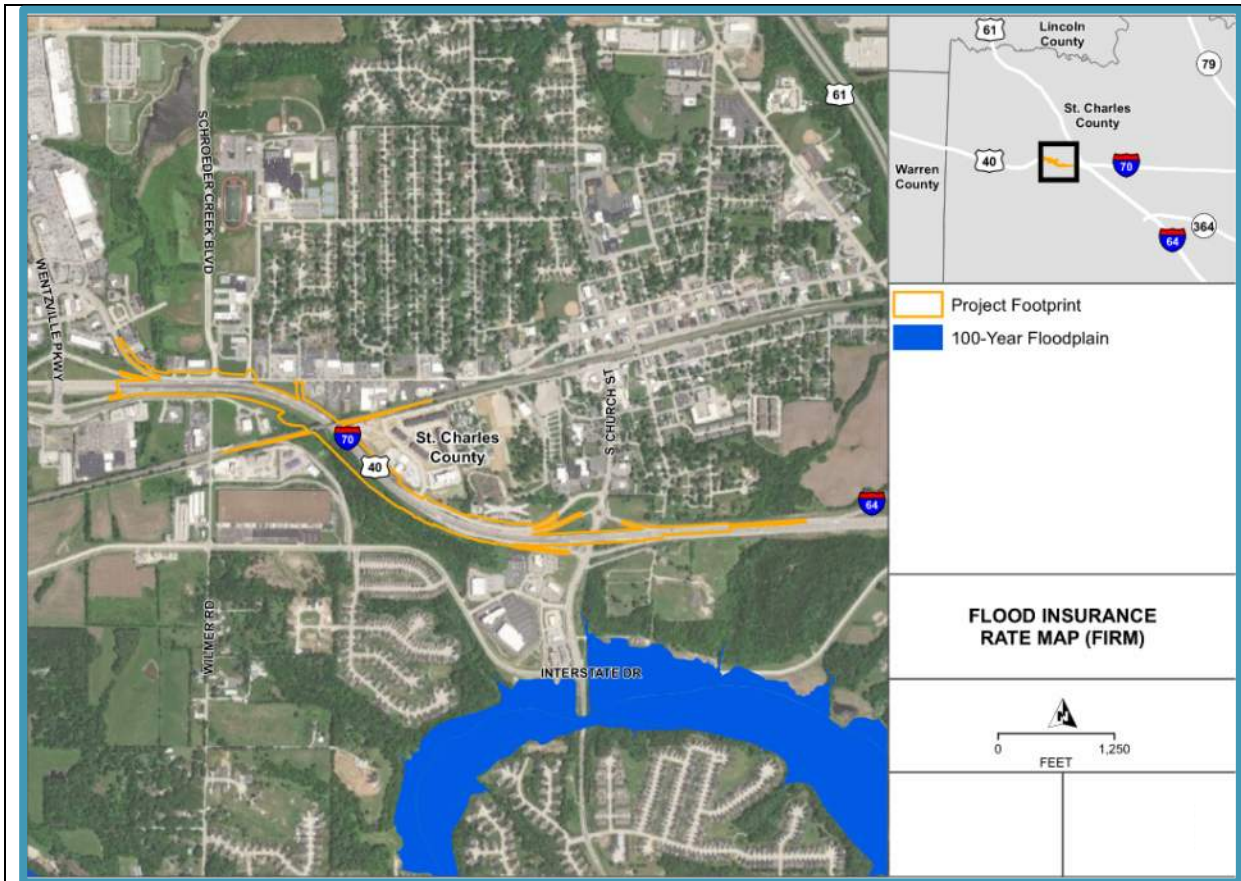 SCHROEDER CREEK BLVD
WENTZVILLE PKWY
61
70
40
St. Charles
County
S. CHURCH ST
64
WILMER RD
INTERSTATE DR
61
Lincoln
County
79
St. Charles
County
40
70
Warren
County
364
64
Project Footprint
100-Year Floodplain
FLOOD INSURANCE
RATE MAP (FIRM)
N
0 1,250
FEET